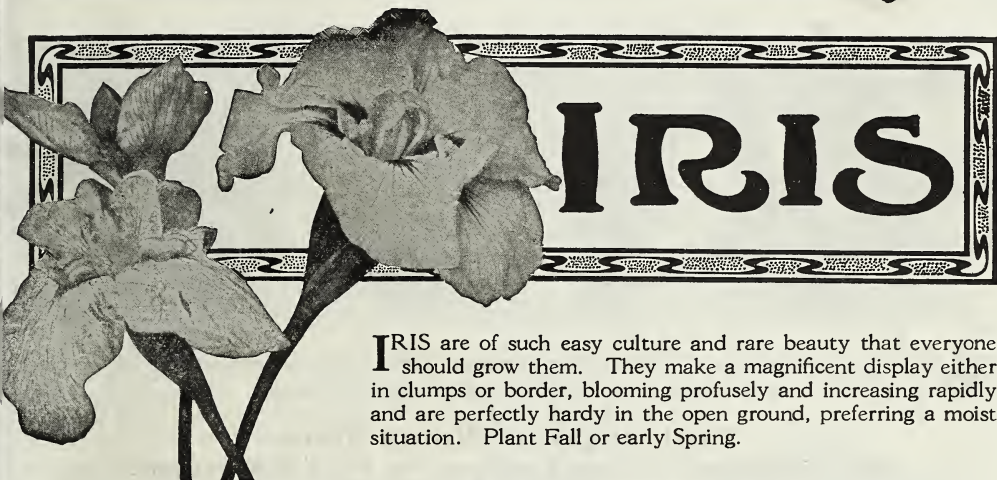 IRIS
IRIS are of such easy culture and rare beauty that everyone
should grow them. They make a magnificent display either
in clumps or border, blooming profusely and increasing rapidly
and are perfectly hardy in the open ground, preferring a moist
situation. Plant Fall or early Spring.